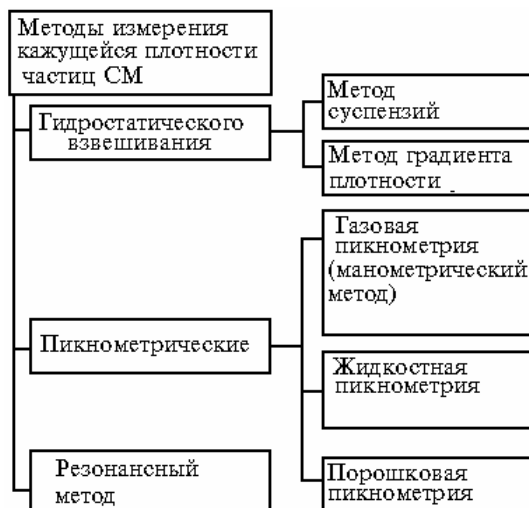 Методы измерения
кажущейся плотности
частиц СМ
Гидростатического
взвешивания
Метод
суспензий
Метод градиента
плотности
Пикнометрические
Газовая
пикнометрия
(манометрический
метод)
Жидкостная
пикнометрия
Порошковая
пикнометрия
Резонансный
метод